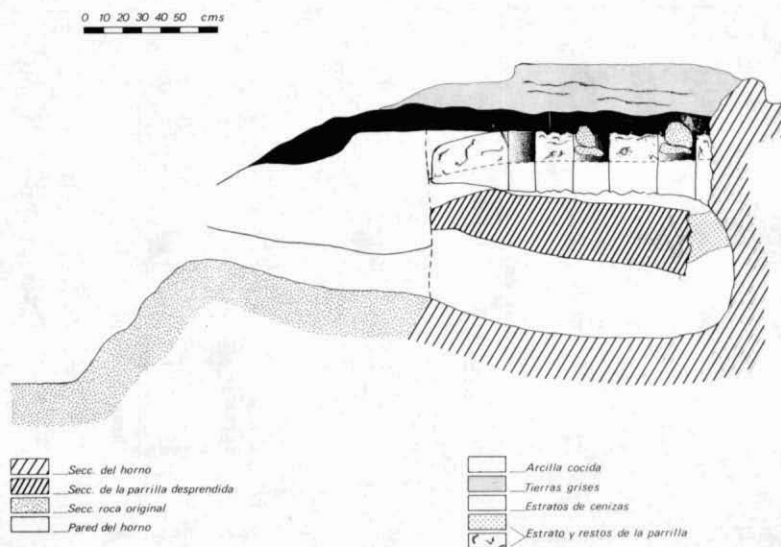 0 10 20 30 40 50 cms
Secc. del horno
Secc. de la parrilla desprendida
Secc. roca original
Pared del horno
Arcilla cocida
Tierras grises
Estratos de cenizas
Estrato y restos de la parrilla